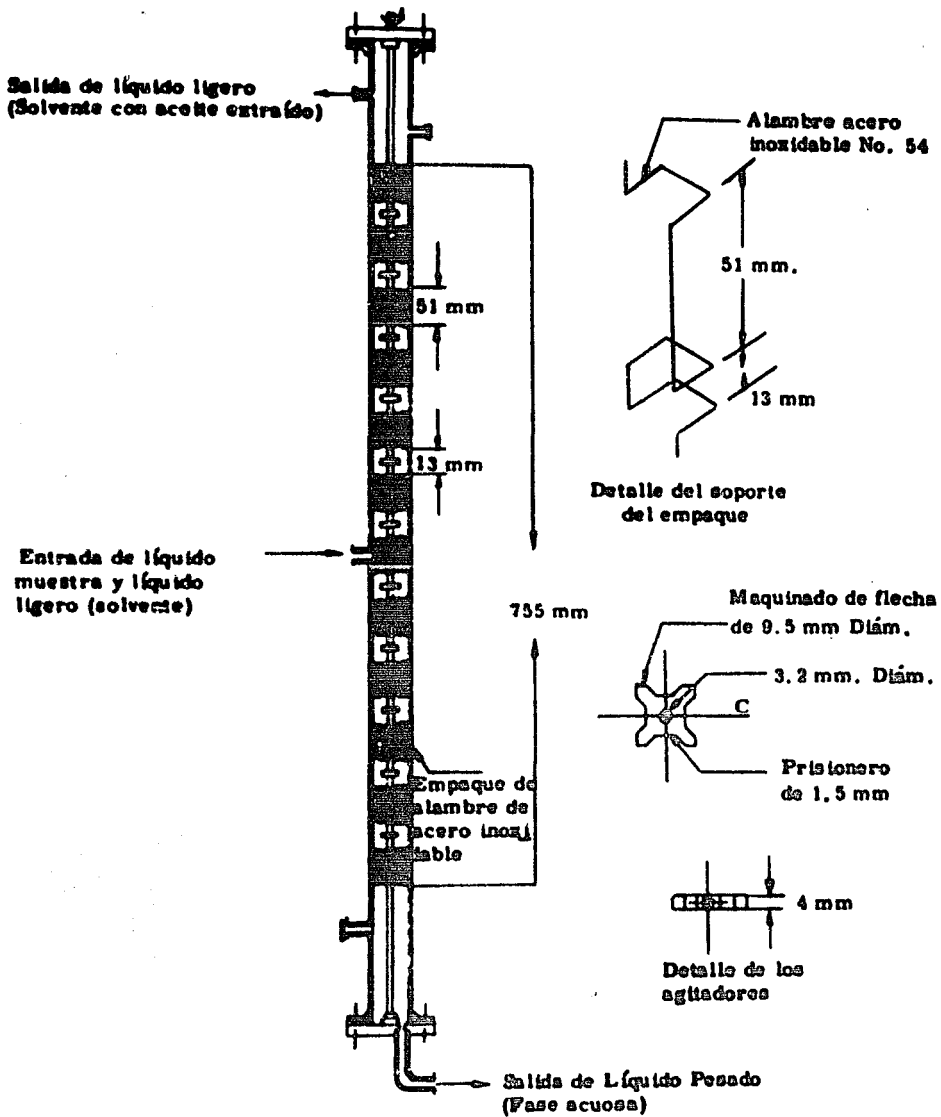 Salida de líquido ligero
(Solvente con aceite extraído)
Alambre acero
inoxidable No. 54
51 mm.
51 mm
13 mm
13 mm
Detalle del soporte
del empaque
Entrada de líquido
muestra y líquido
ligero (solvente)
755 mm
Maquinado de flecha
de 9.5 mm Diám.
3.2 mm. Diám.
C
Prisionero
de 1.5 mm
Empaque de
alambre de
acero inoxi
dable
4 mm
Detalle de los
agitadores
Salida de Líquido Pesado
(Fase acuosa)